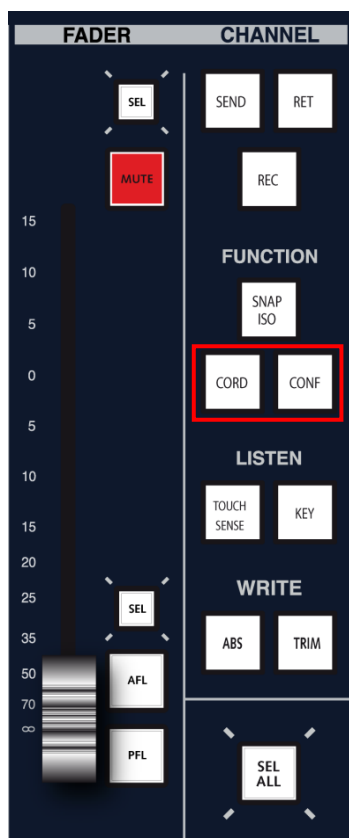 FADER
CHANNEL
SEL
SEND
RET
MUTE
REC
15
10
5
0
5
10
15
20
25
35
50
70
∞
FUNCTION
SNAP
ISO
CORD
CONF
LISTEN
TOUCH
SENSE
KEY
WRITE
SEL
ABS
TRIM
AFL
PFL
SEL
ALL